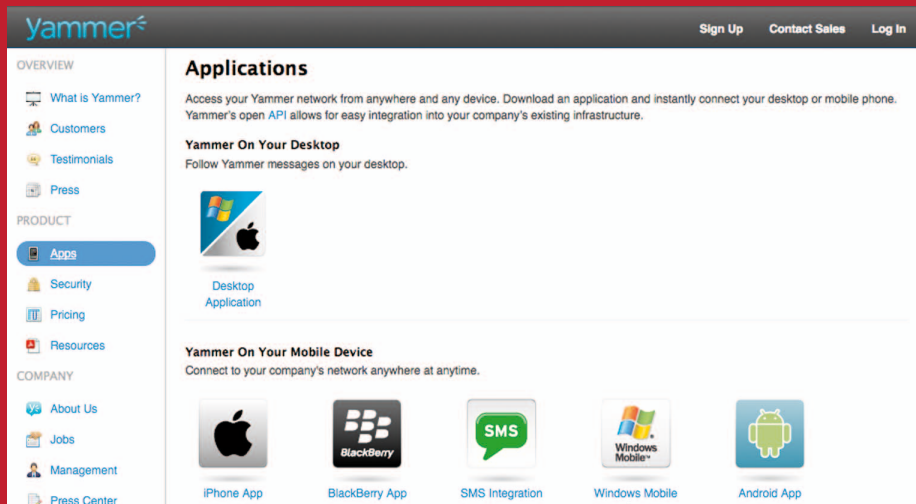 yammer
Sign Up
Contact Sales
Log In
OVERVIEW
What is Yammer?
Customers
Testimonials
Press
PRODUCT
Apps
Security
Pricing
Resources
COMPANY
About Us
Jobs
Management
Press Center
Applications
Access your Yammer network from anywhere and any device. Download an application and instantly connect your desktop or mobile phone.
Yammer's open API allows for easy integration into your company's existing infrastructure.
Yammer On Your Desktop
Follow Yammer messages on your desktop.
Desktop
Application
Yammer On Your Mobile Device
Connect to your company's network anywhere at anytime.
BlackBerry
SMS
Windows
Mobile
iPhone App
BlackBerry App
SMS Integration
Windows Mobile
Android App